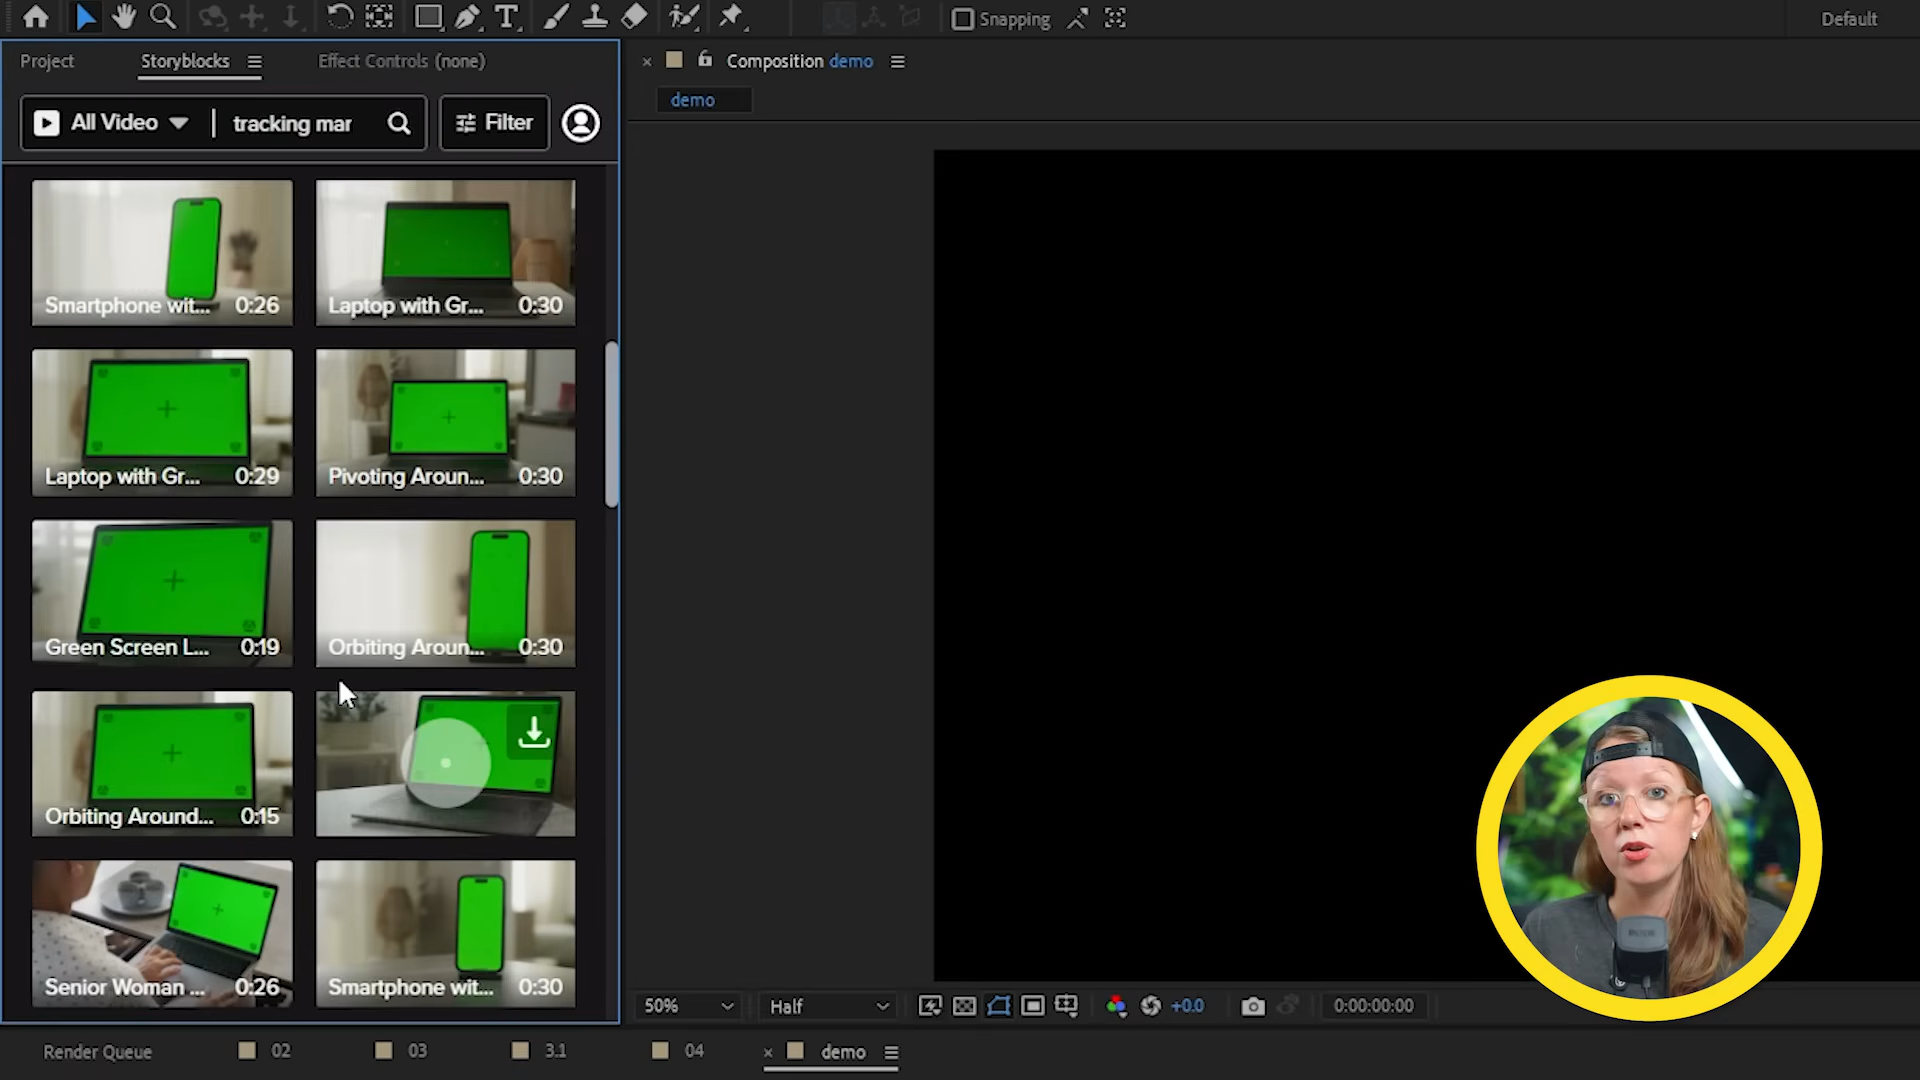 Snapping
Default
Project
Storyblocks
Effect Controls (none)
Composition demo
All Video
tracking mar
Filter
demo
Smartphone wit... 0:26
Laptop with Gr... 0:30
Laptop with Gr... 0:29
Pivoting Aroun... 0:30
Green Screen L... 0:19
Orbiting Aroun... 0:30
Orbiting Around... 0:15
Senior Woman ... 0:26
Smartphone wit... 0:30
50%
Half
+0.0
0:00:00:00
Render Queue
02
03
3.1
04
demo